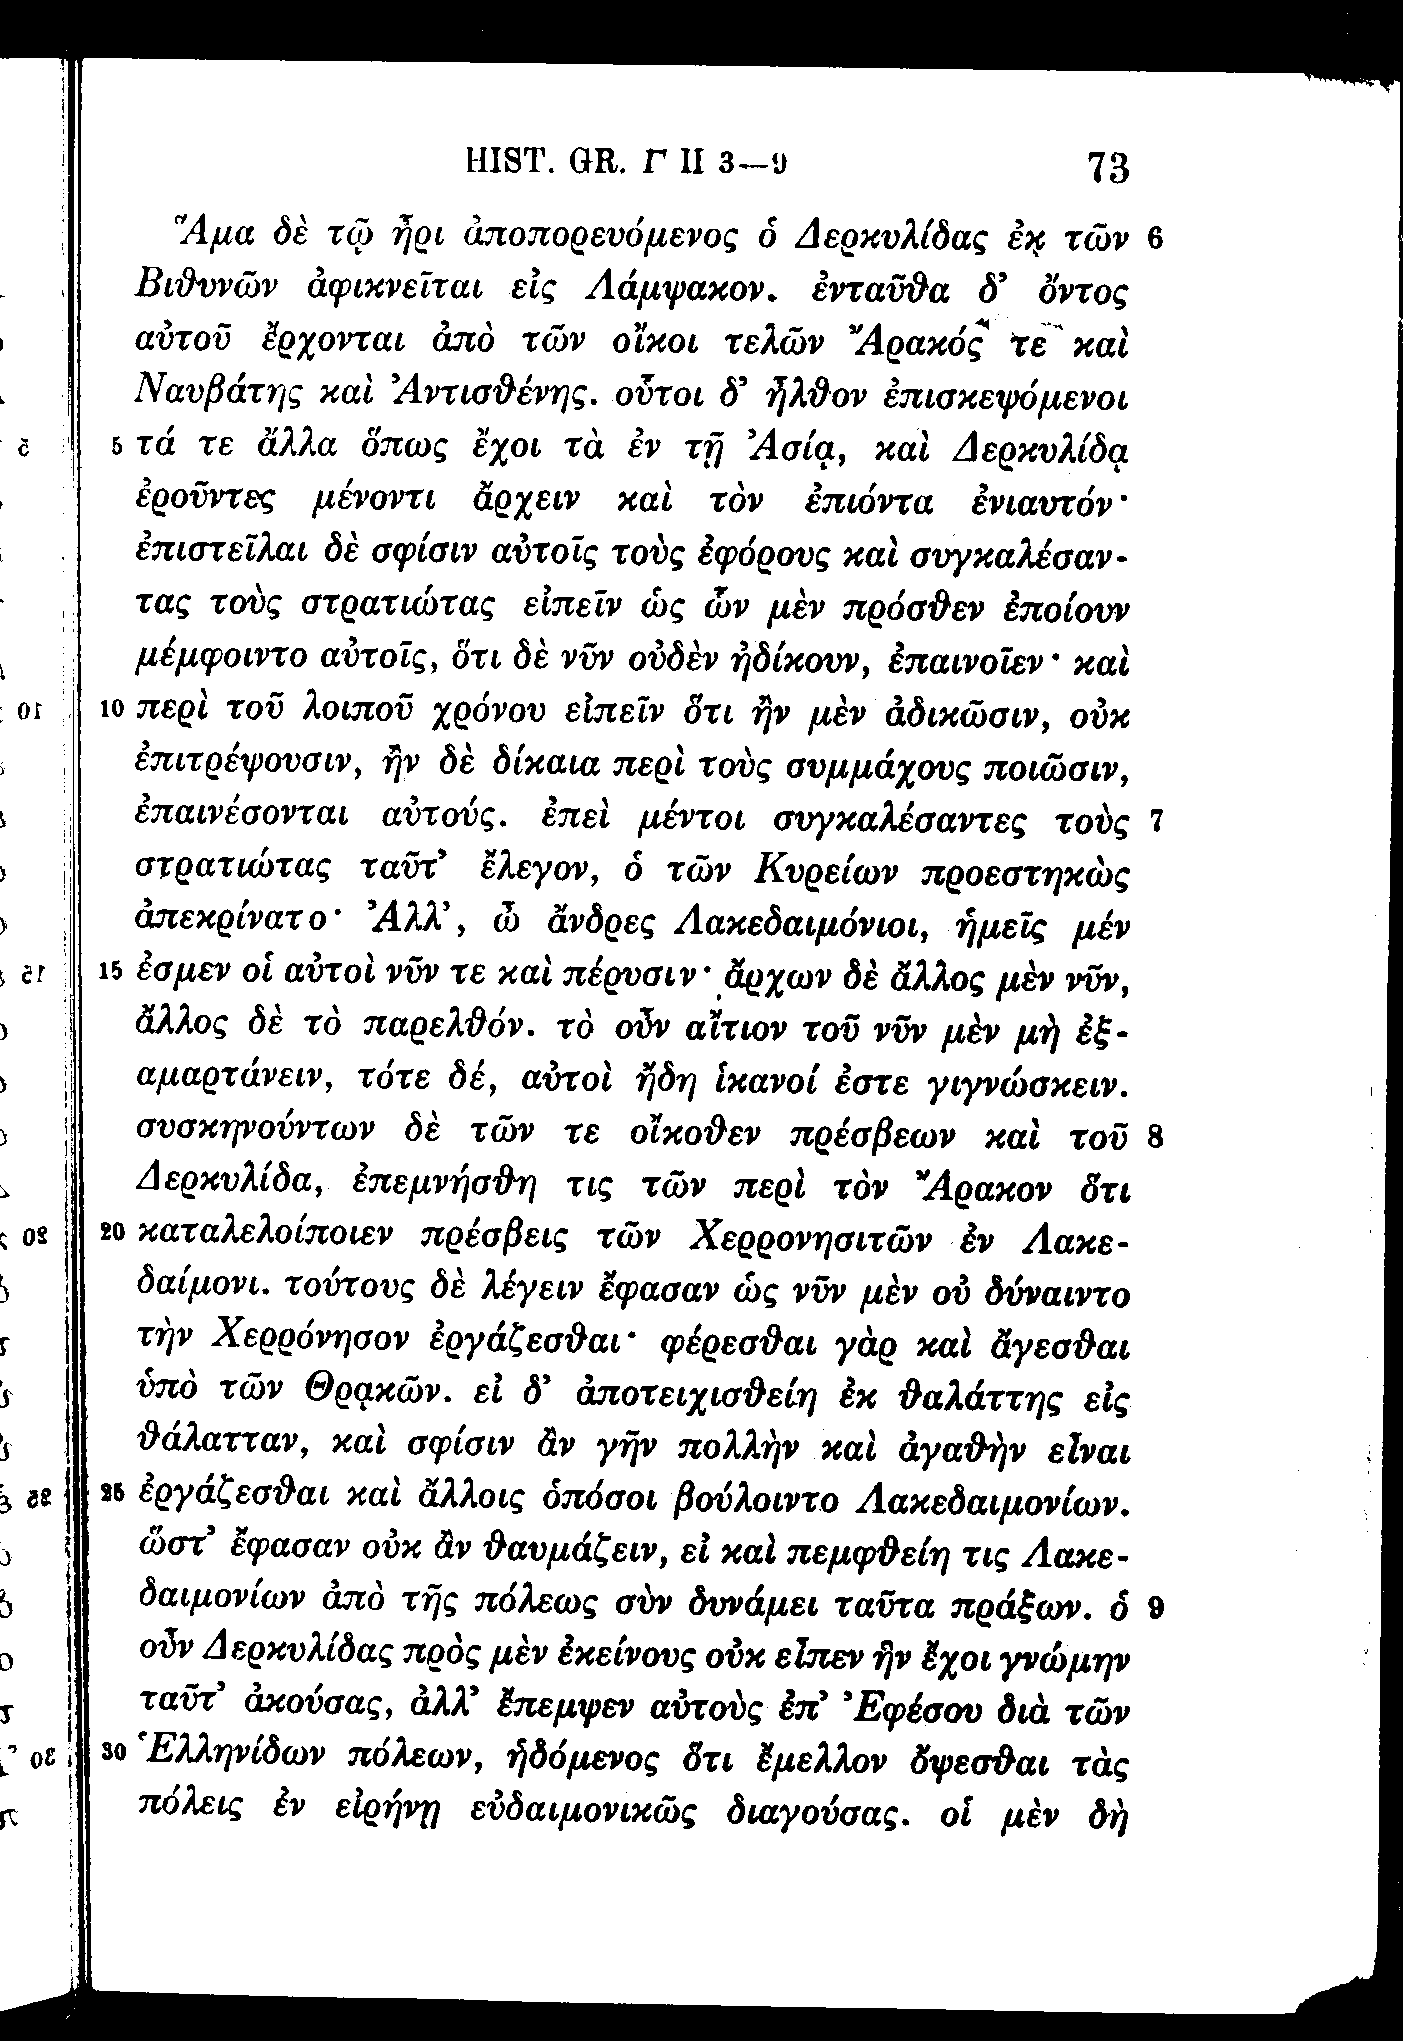 HIST. GR. Γ II 3—9 73
Ἅμα δὲ τῷ ἦρι ἀποπορευόμενος ὁ Δερκυλίδας ἐκ τῶν 6
Βιθυνῶν ἀφικνεῖται εἰς Λάμψακον. ἐνταῦθα δ’ ὄντος
αὐτοῦ ἔρχονται ἀπὸ τῶν οἴκοι τελῶν Ἄρακός τε καὶ
Ναυβάτης καὶ Ἀντισθένης. οὗτοι δ’ ἦλθον ἐπισκεψόμενοι
5 τά τε ἄλλα ὅπως ἔχοι τὰ ἐν τῇ Ἀσίᾳ, καὶ Δερκυλίδᾳ
ἐροῦντες μένοντι ἄρχειν καὶ τὸν ἐπιόντα ἐνιαυτόν·
ἐπιστεῖλαι δὲ σφίσιν αὐτοῖς τοὺς ἐφόρους καὶ συγκαλέσαν-
τας τοὺς στρατιώτας εἰπεῖν ὡς ὧν μὲν πρόσθεν ἐποίουν
μέμφοιντο αὐτοῖς, ὅτι δὲ νῦν οὐδὲν ἠδίκουν, ἐπαινοῖεν· καὶ
10 περὶ τοῦ λοιποῦ χρόνου εἰπεῖν ὅτι ἢν μὲν ἀδικῶσιν, οὐκ
ἐπιτρέψουσιν, ἢν δὲ δίκαια περὶ τοὺς συμμάχους ποιῶσιν,
ἐπαινέσονται αὐτούς. ἐπεὶ μέντοι συγκαλέσαντες τοὺς 7
στρατιώτας ταῦτ’ ἔλεγον, ὁ τῶν Κυρείων προεστηκὼς
ἀπεκρίνατο· Ἀλλ’, ὦ ἄνδρες Λακεδαιμόνιοι, ἡμεῖς μέν
15 ἐσμεν οἱ αὐτοὶ νῦν τε καὶ πέρυσιν· ἄρχων δὲ ἄλλος μὲν νῦν,
ἄλλος δὲ τὸ παρελθόν. τὸ οὖν αἴτιον τοῦ νῦν μὲν μὴ ἐξ-
αμαρτάνειν, τότε δέ, αὐτοὶ ἤδη ἱκανοί ἐστε γιγνώσκειν.
συσκηνούντων δὲ τῶν τε οἴκοθεν πρέσβεων καὶ τοῦ 8
Δερκυλίδα, ἐπεμνήσθη τις τῶν περὶ τὸν Ἄρακον ὅτι
20 καταλελοίποιεν πρέσβεις τῶν Χερρονησιτῶν ἐν Λακε-
δαίμονι. τούτους δὲ λέγειν ἔφασαν ὡς νῦν μὲν οὐ δύναιντο
τὴν Χερρόνησον ἐργάζεσθαι· φέρεσθαι γὰρ καὶ ἄγεσθαι
ὑπὸ τῶν Θρᾳκῶν. εἰ δ’ ἀποτειχισθείη ἐκ θαλάττης εἰς
θάλατταν, καὶ σφίσιν ἂν γῆν πολλὴν καὶ ἀγαθὴν εἶναι
25 ἐργάζεσθαι καὶ ἄλλοις ὁπόσοι βούλοιντο Λακεδαιμονίων.
ὥστ’ ἔφασαν οὐκ ἂν θαυμάζειν, εἰ καὶ πεμφθείη τις Λακε-
δαιμονίων ἀπὸ τῆς πόλεως σὺν δυνάμει ταῦτα πράξων. ὁ 9
οὖν Δερκυλίδας πρὸς μὲν ἐκείνους οὐκ εἶπεν ἣν ἔχοι γνώμην
ταῦτ’ ἀκούσας, ἀλλ’ ἔπεμψεν αὐτοὺς ἐπ’ Ἐφέσου διὰ τῶν
30 Ἑλληνίδων πόλεων, ἡδόμενος ὅτι ἔμελλον ὄψεσθαι τὰς
πόλεις ἐν εἰρήνῃ εὐδαιμονικῶς διαγούσας. οἱ μὲν δὴ